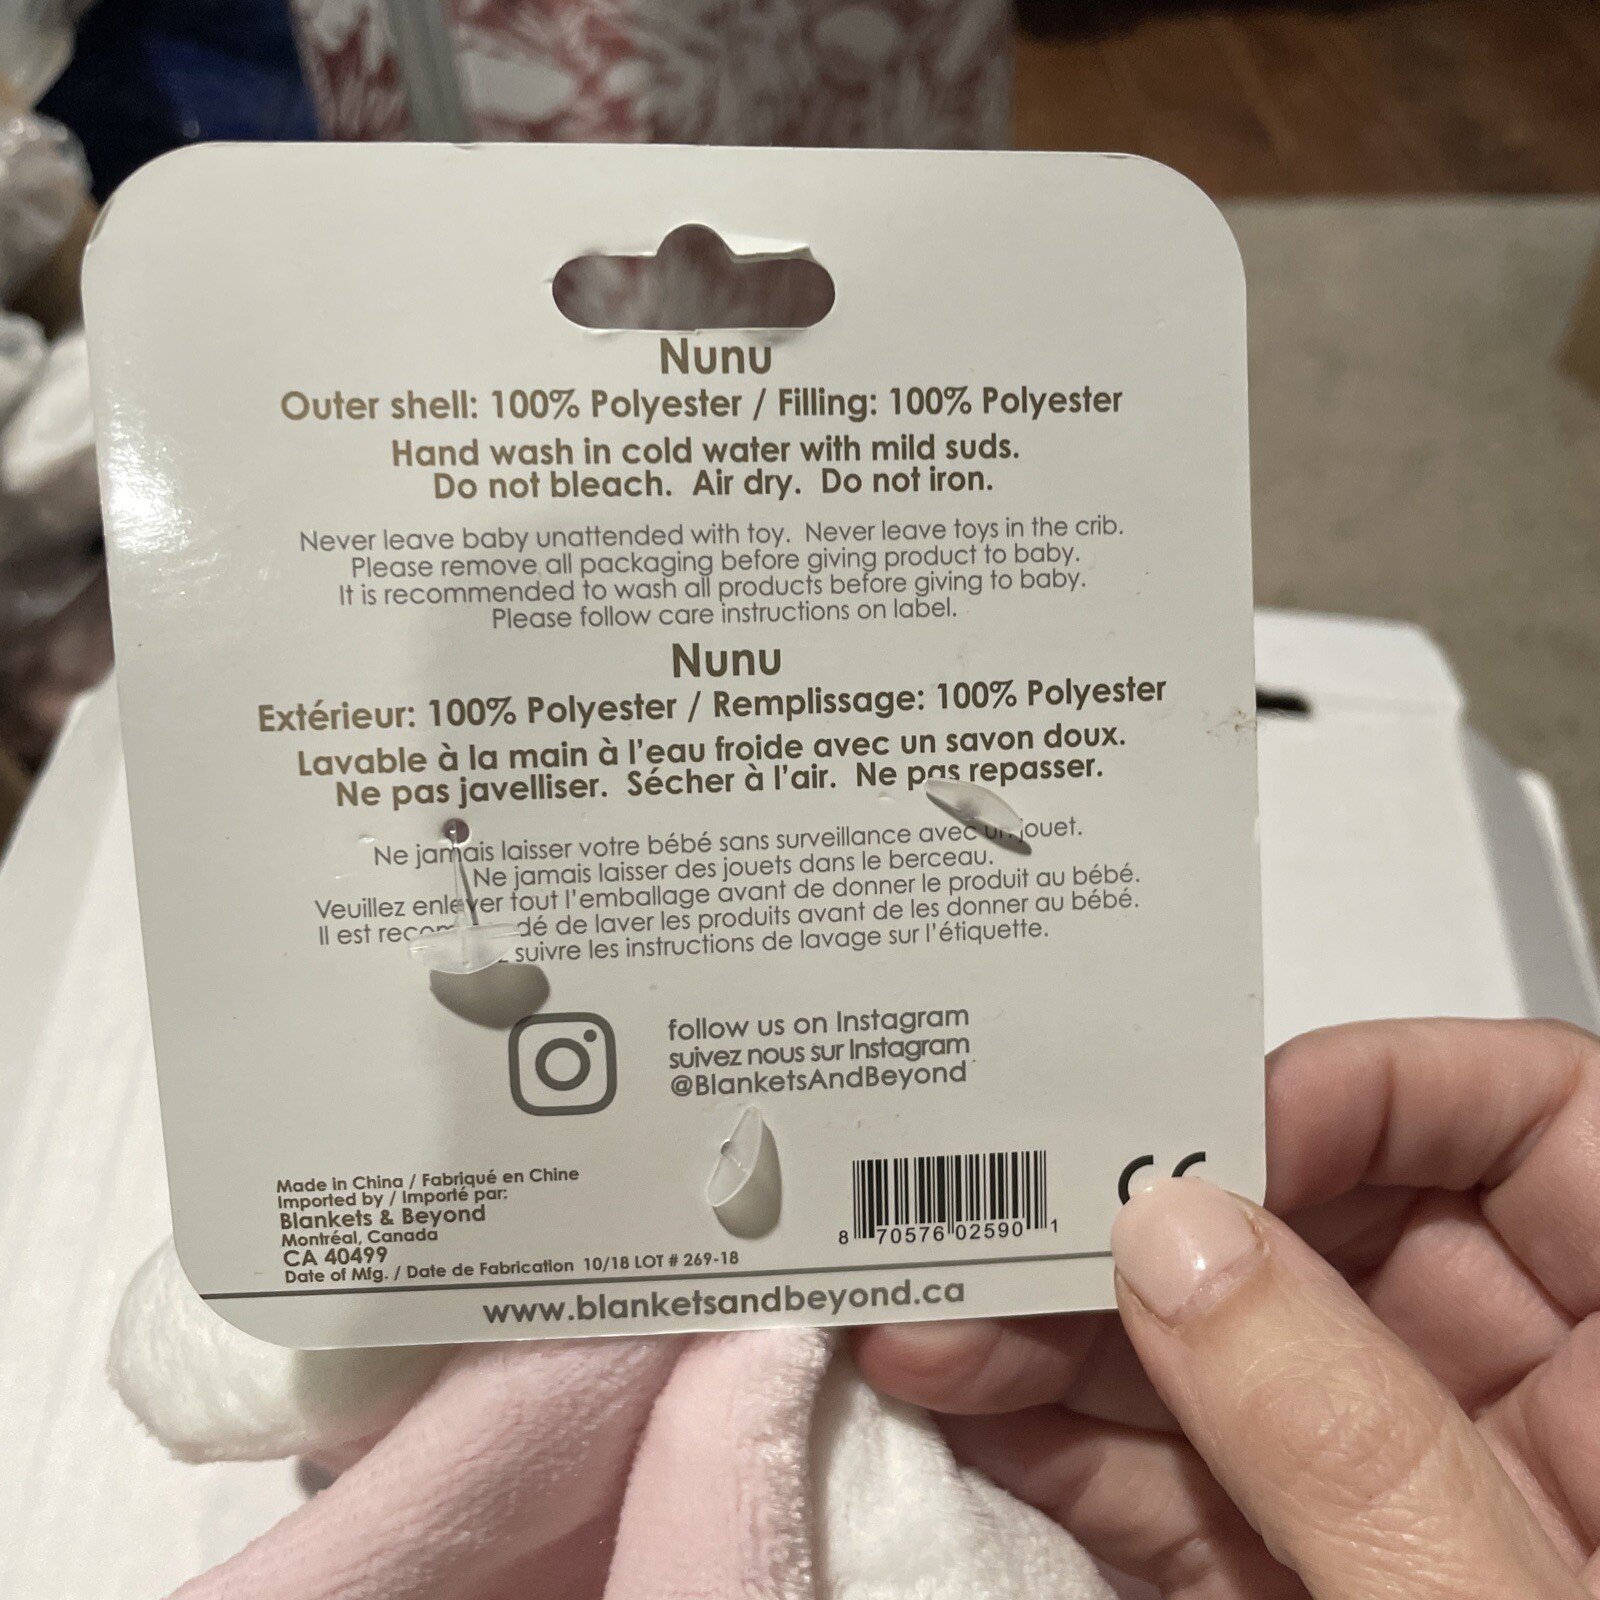 Nunu
Outer shell: 100% Polyester / Filling: 100% Polyester
Hand wash in cold water with mild suds.
Do not bleach. Air dry. Do not iron.
Never leave baby unattended with toy. Never leave toys in the crib.
Please remove all packaging before giving product to baby.
It is recommended to wash all products before giving to baby.
Please follow care instructions on label.
Nunu
Extérieur: 100% Polyester / Remplissage: 100% Polyester
Lavable à la main à l'eau froide avec un savon doux.
Ne pas javelliser. Sécher à l'air. Ne pas repasser.
Ne jamais laisser votre bébé sans surveillance avec un jouet.
Ne jamais laisser des jouets dans le berceau.
Veuillez enlever tout l'emballage avant de donner le produit au bébé.
Il est de laver les produits avant de les donner au bébé.
suivre les instructions de lavage sur l'étiquette.
follow us on Instagram
suivez nous sur Instagram
@BlanketsAndBeyond
Made in China / Fabriqué en Chine
Imported by / Importé par:
Blankets & Beyond
Montréal, Canada
CA 40499
Date of Mfg. / Date de Fabrication 10/18 LOT # 269-18
8 70576 02590 1
CE
www.blanketsandbeyond.ca